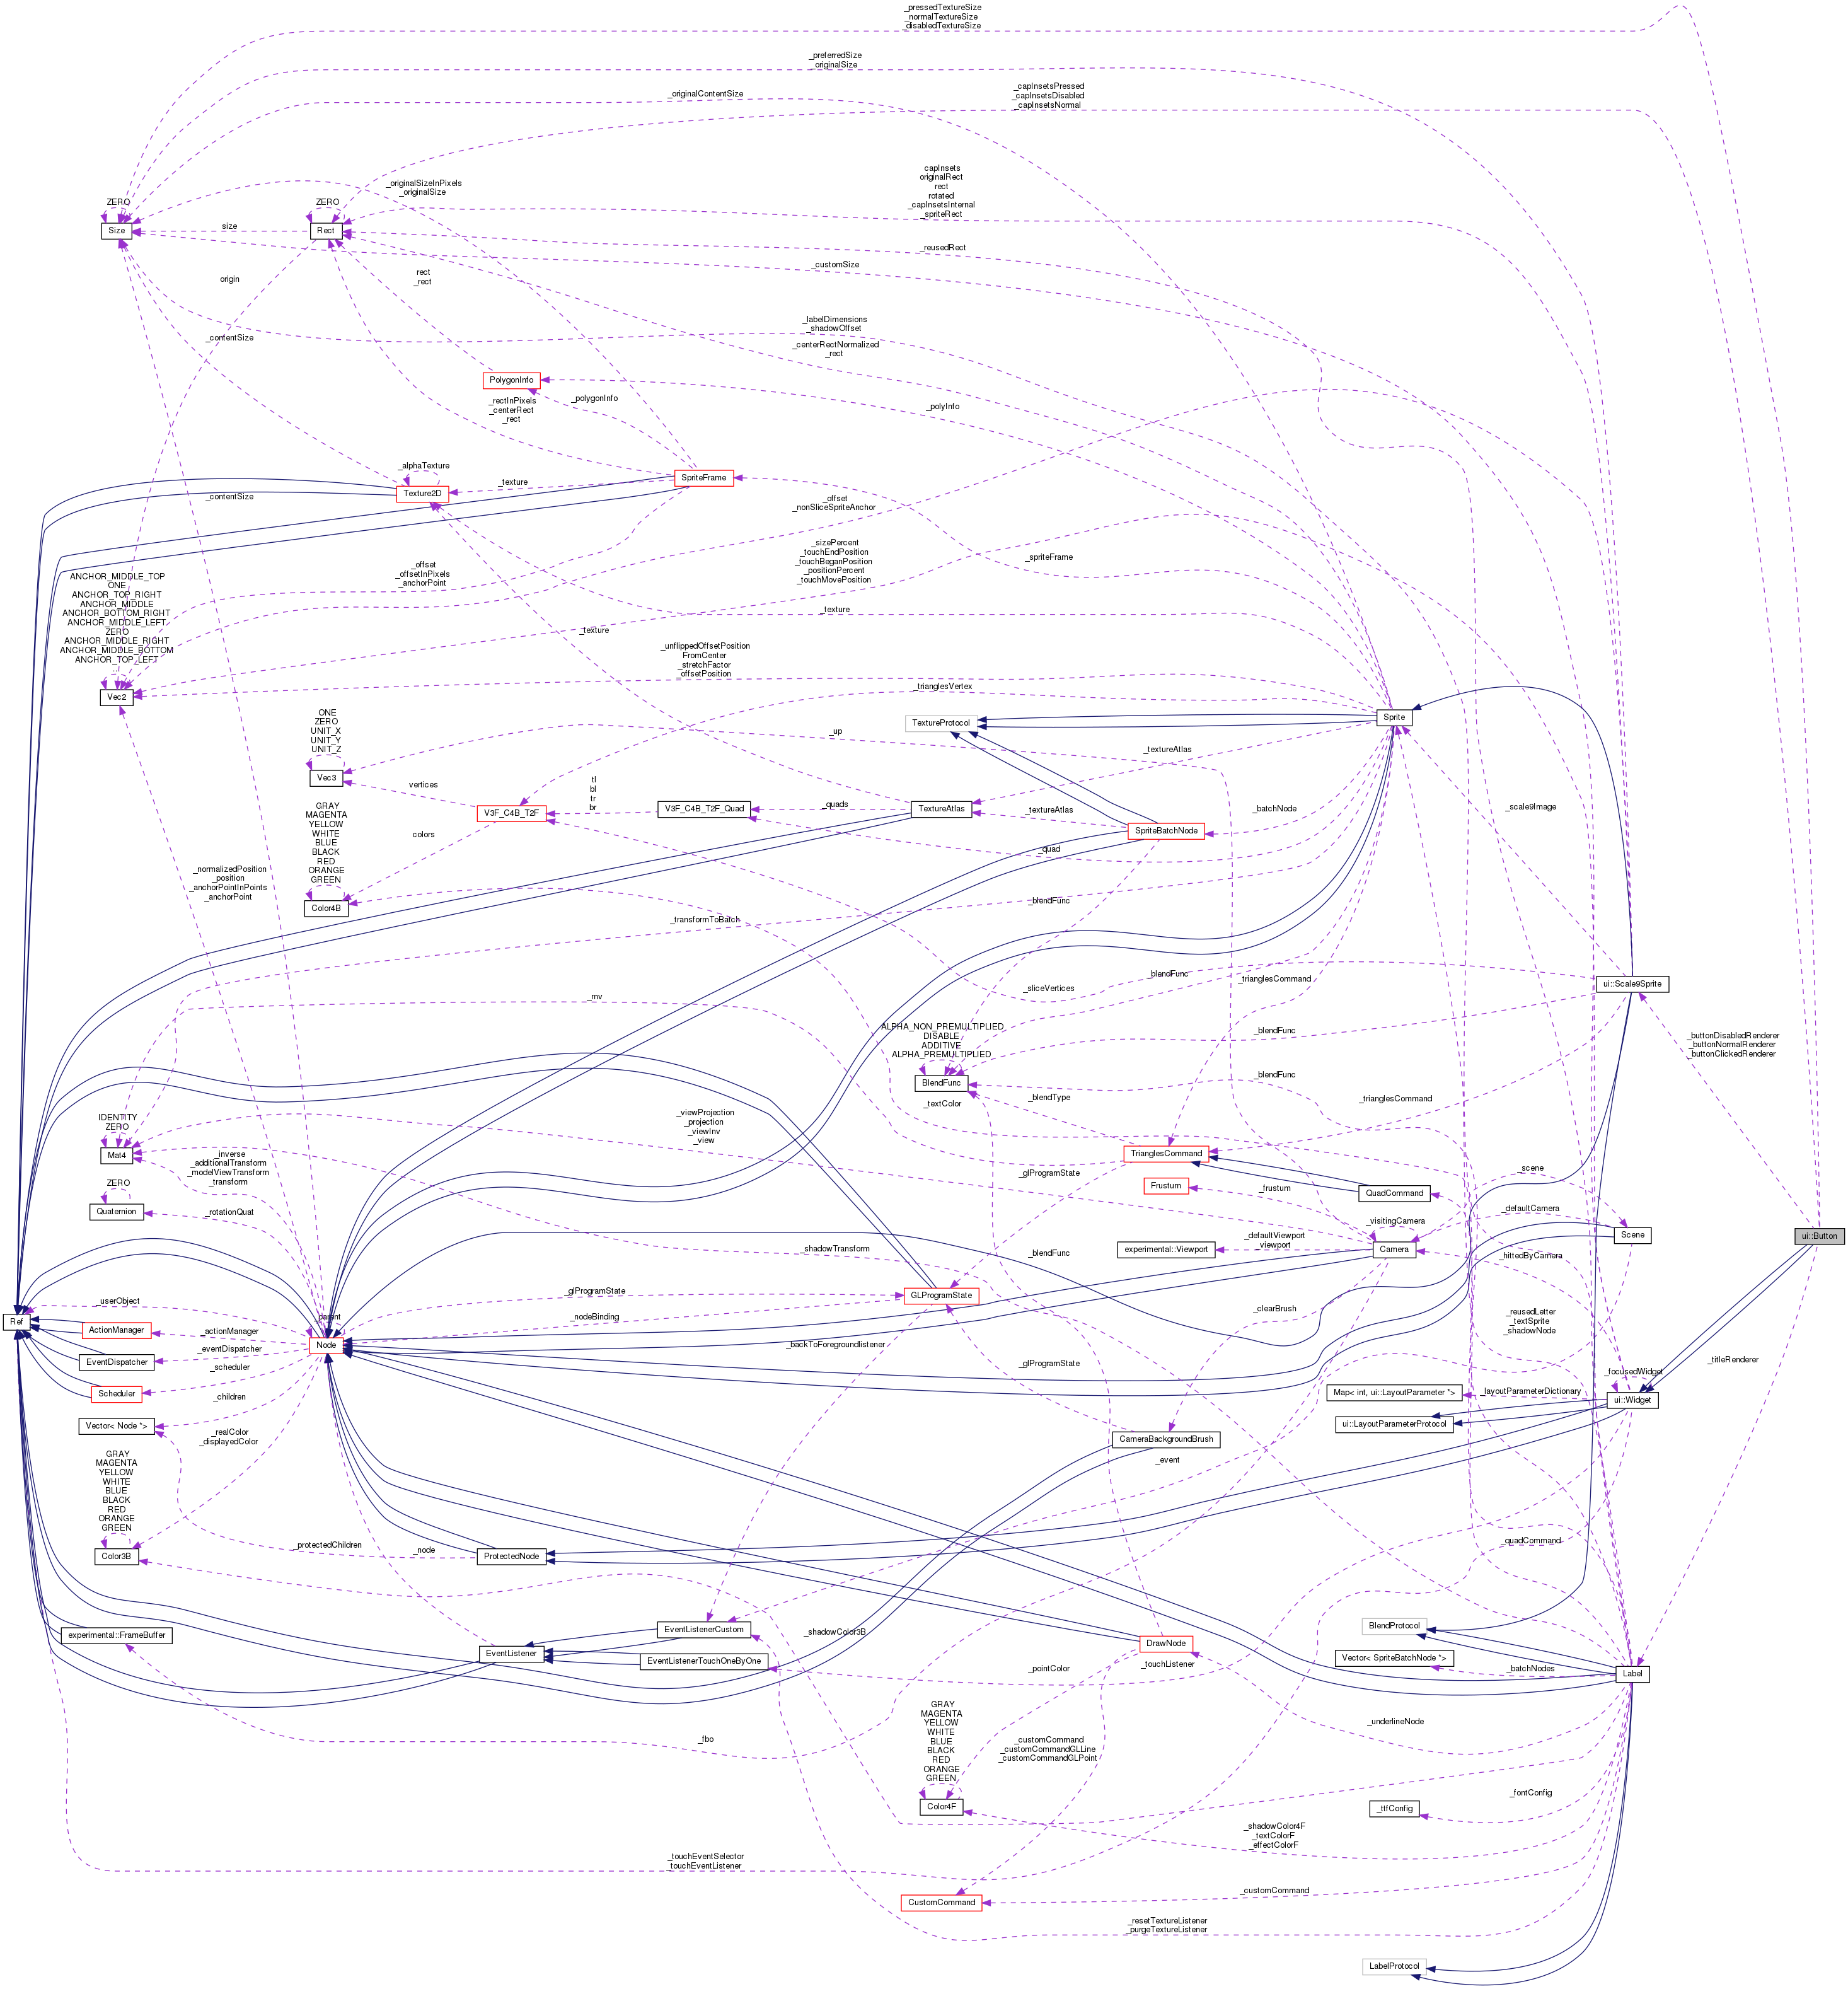 _pressedTextureSize
_normalTextureSize
_disabledTextureSize
_preferredSize
_originalSize
_originalContentSize
_capInsetsPressed
_capInsetsDisabled
_capInsetsNormal
_originalSizeInPixels
_originalSize
capInsets
originalRect
rect
rotated
_capInsetsInternal
_spriteRect
ZERO
Size
size
ZERO
Rect
_reusedRect
_customSize
origin
rect
_rect
_contentSize
_labelDimensions
_shadowOffset
_centerRectNormalized
_rect
PolygonInfo
_polygonInfo
_polyInfo
_rectInPixels
_centerRect
_rect
_alphaTexture
Texture2D
_texture
SpriteFrame
_contentSize
_offset
_nonSliceSpriteAnchor
_sizePercent
_touchEndPosition
_touchBeganPosition
_positionPercent
_touchMovePosition
_spriteFrame
_offset
_offsetInPixels
_anchorPoint
ANCHOR_MIDDLE_TOP
ONE
ANCHOR_TOP_RIGHT
ANCHOR_MIDDLE
ANCHOR_BOTTOM_RIGHT
ANCHOR_MIDDLE_LEFT
ZERO
ANCHOR_MIDDLE_RIGHT
ANCHOR_MIDDLE_BOTTOM
ANCHOR_TOP_LEFT
...
Vec2
_texture
_texture
_unflippedOffsetPosition
FromCenter
_stretchFactor
_offsetPosition
_trianglesVertex
TextureProtocol
Sprite
ONE
ZERO
UNIT_X
UNIT_Y
UNIT_Z
Vec3
_up
_textureAtlas
vertices
tl
bl
tr
br
V3F_C4B_T2F
V3F_C4B_T2F_Quad
_quads
TextureAtlas
_textureAtlas
SpriteBatchNode
_batchNode
_scale9Image
GRAY
MAGENTA
YELLOW
WHITE
BLUE
BLACK
RED
ORANGE
GREEN
Color4B
colors
_quad
_normalizedPosition
_position
_anchorPointInPoints
_anchorPoint
_transformToBatch
_blendFunc
_mv
_sliceVertices
_blendFunc
_trianglesCommand
ui::Scale9Sprite
ALPHA_NON_PREMULTIPLIED
DISABLE
ADDITIVE
ALPHA_PREMULTIPLIED
BlendFunc
_blendFunc
_blendFunc
_buttonDisabledRenderer
_buttonNormalRenderer
_buttonClickedRenderer
IDENTITY
ZERO
Mat4
_viewProjection
_projection
_viewInv
_view
_textColor
_blendType
_trianglesCommand
_inverse
_additionalTransform
_modelViewTransform
_transform
TrianglesCommand
_glProgramState
_scene
ZERO
Quaternion
_rotationQuat
Frustum
_frustum
QuadCommand
_defaultCamera
_visitingCamera
_shadowTransform
_blendFunc
experimental::Viewport
_defaultViewport
_viewport
Camera
_hittedByCamera
Scene
ui::Button
_glProgramState
GLProgramState
_nodeBinding
_clearBrush
_reusedLetter
_textSprite
_shadowNode
_userObject
_parent
Ref
ActionManager
_actionManager
Node
_backToForegroundlistener
_titleRenderer
EventDispatcher
_eventDispatcher
_glProgramState
_focusedWidget
Scheduler
_scheduler
Map< int, ui::LayoutParameter *>
_layoutParameterDictionary
ui::Widget
_children
Vector< Node *>
ui::LayoutParameterProtocol
_realColor
_displayedColor
CameraBackgroundBrush
_event
GRAY
MAGENTA
YELLOW
WHITE
BLUE
BLACK
RED
ORANGE
GREEN
Color3B
_protectedChildren
_node
ProtectedNode
_quadCommand
experimental::FrameBuffer
EventListener
EventListenerCustom
EventListenerTouchOneByOne
_shadowColor3B
DrawNode
_touchListener
BlendProtocol
Vector< SpriteBatchNode *>
_batchNodes
Label
_pointColor
_underlineNode
_fbo
GRAY
MAGENTA
YELLOW
WHITE
BLUE
BLACK
RED
ORANGE
GREEN
Color4F
_customCommand
_customCommandGLLine
_customCommandGLPoint
_fontConfig
_ttfConfig
_shadowColor4F
_textColorF
_effectColorF
_touchEventSelector
_touchEventListener
CustomCommand
_customCommand
_resetTextureListener
_purgeTextureListener
LabelProtocol